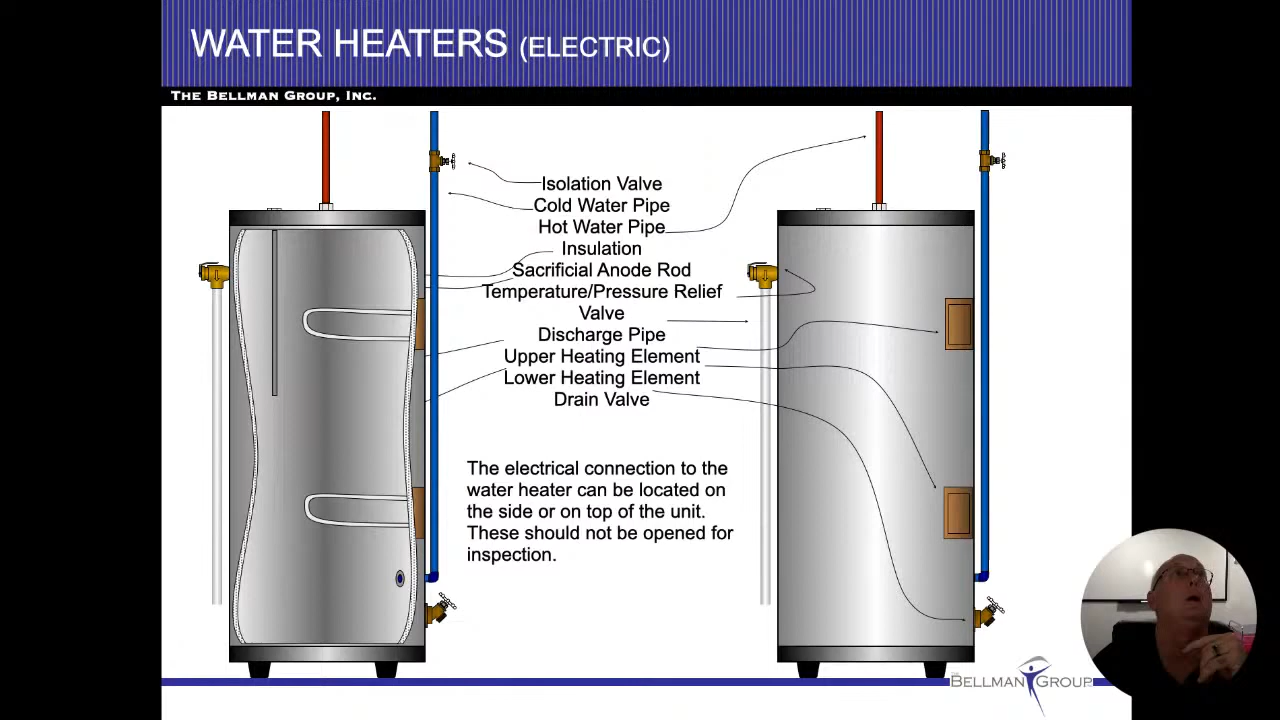 WATER HEATERS (ELECTRIC)
THE BELLMAN GROUP, INC.
Isolation Valve
Cold Water Pipe
Hot Water Pipe
Insulation
Sacrificial Anode Rod
Temperature/Pressure Relief
Valve
Discharge Pipe
Upper Heating Element
Lower Heating Element
Drain Valve
The electrical connection to the
water heater can be located on
the side or on top of the unit.
These should not be opened for
inspection.
THE BELLMAN GROUP